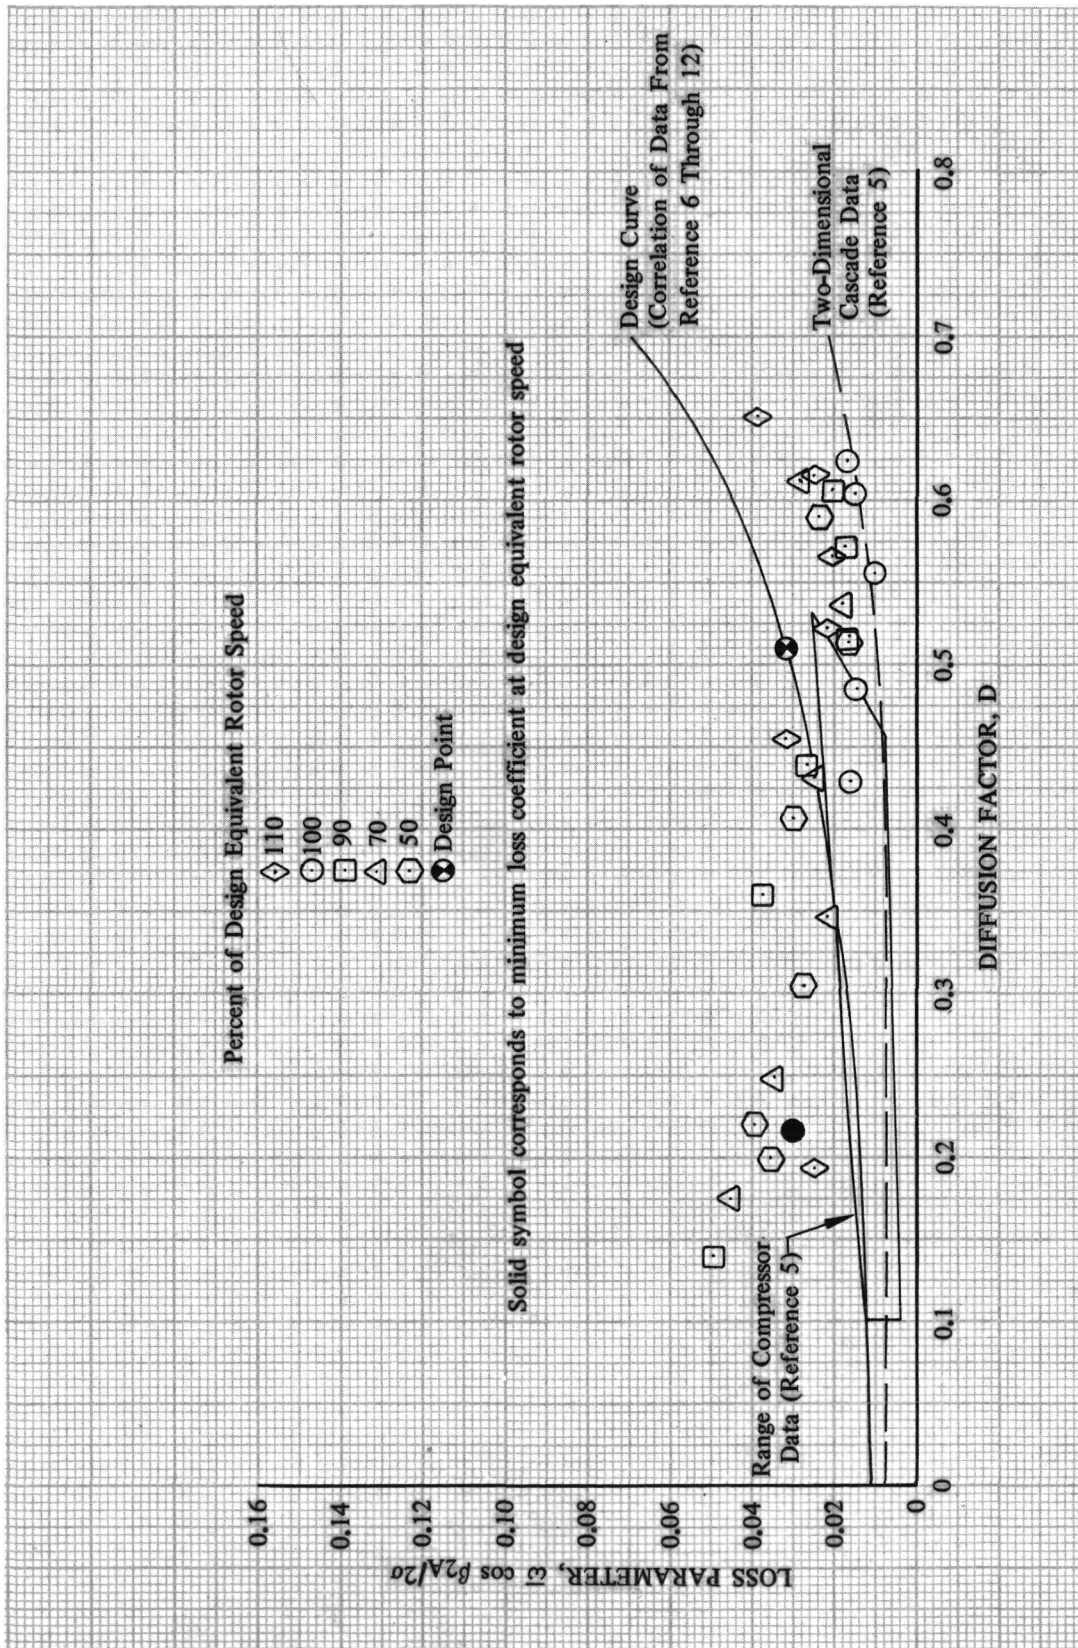 Percent of Design Equivalent Rotor Speed
110
100
90
70
50
Design Point
Solid symbol corresponds to minimum loss coefficient at design equivalent rotor speed
Design Curve
(Correlation of Data From
Reference 6 Through 12)
Two-Dimensional
Cascade Data
(Reference 5)
Range of Compressor
Data (Reference 5)
LOSS PARAMETER, ω̅ cos β2A/2σ
0.16
0.14
0.12
0.10
0.08
0.06
0.04
0.02
0
0
0.1
0.2
0.3
0.4
0.5
0.6
0.7
0.8
DIFFUSION FACTOR, D